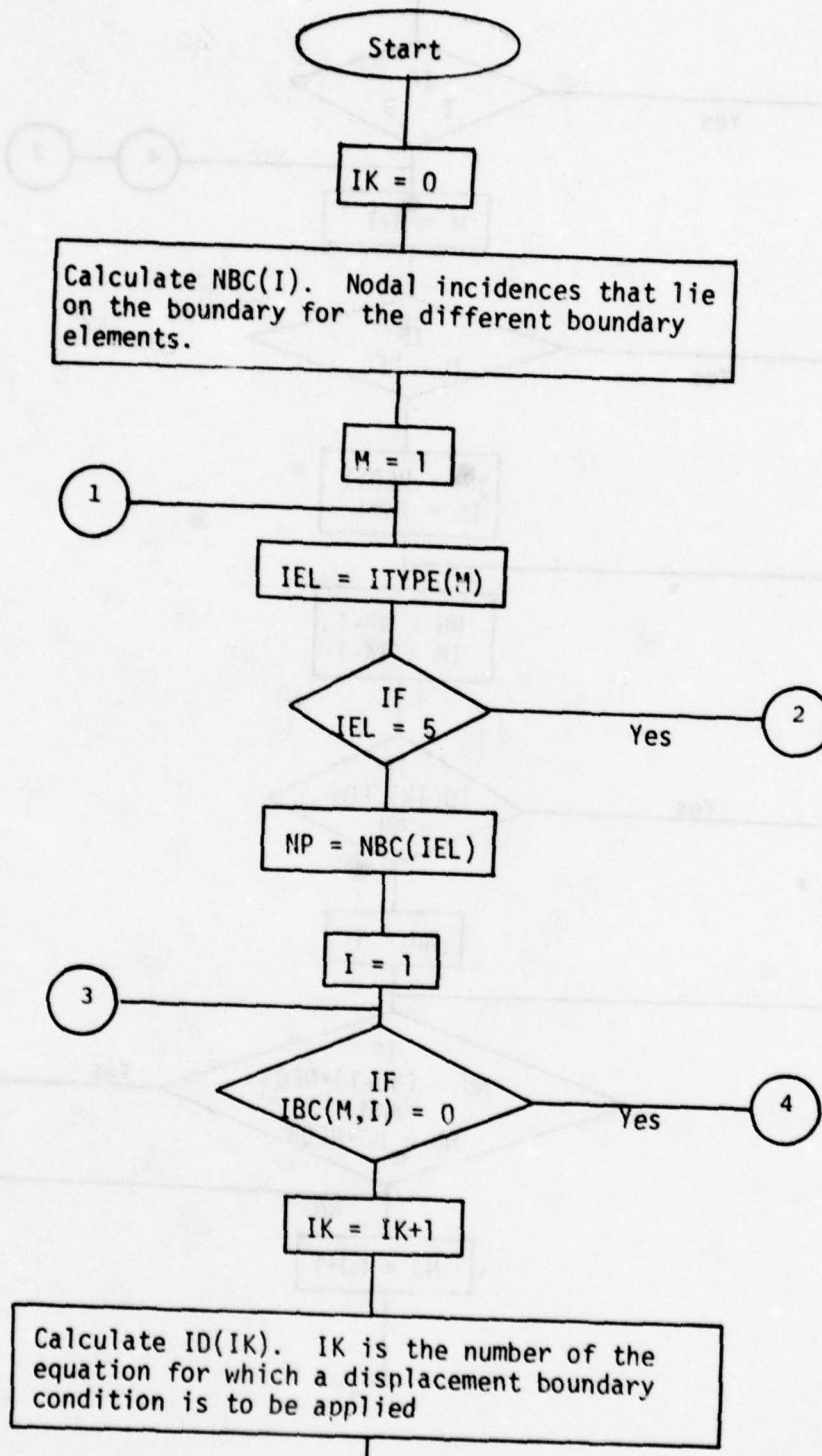 Start
IK = 0
Calculate NBC(I). Nodal incidences that lie
on the boundary for the different boundary
elements.
M = 1
1
IEL = ITYPE(M)
IF
IEL = 5
Yes
2
NP = NBC(IEL)
I = 1
3
IF
IBC(M,I) = 0
Yes
4
IK = IK+1
Calculate ID(IK). IK is the number of the
equation for which a displacement boundary
condition is to be applied